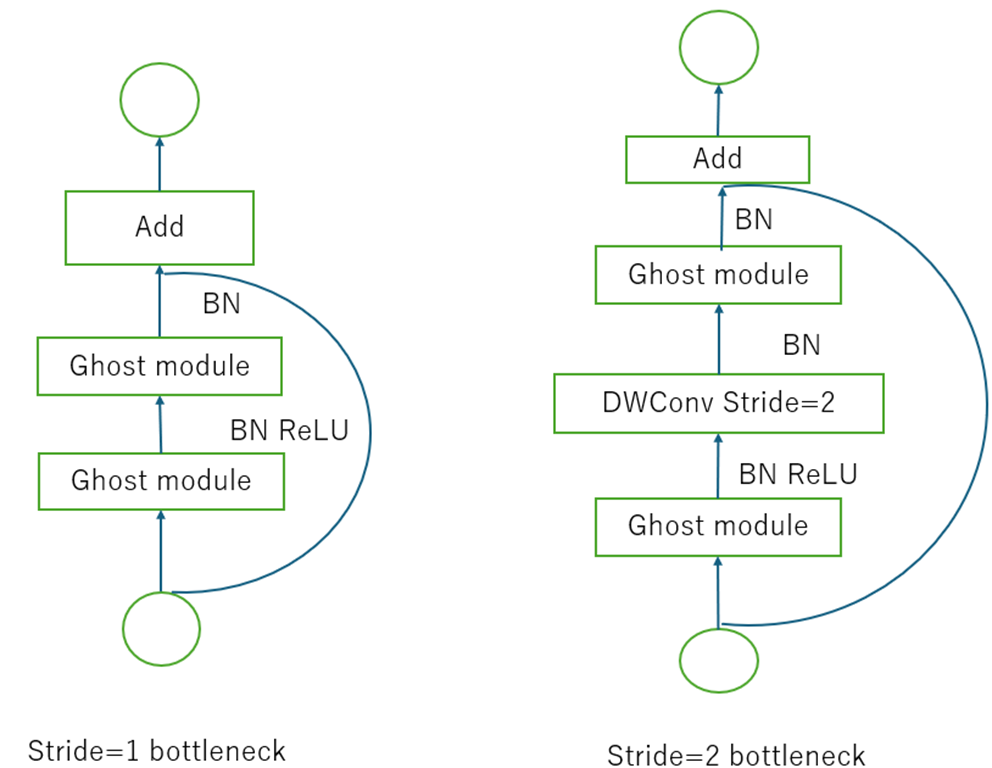 Add
BN
Ghost module
BN ReLU
Ghost module
Stride=1 bottleneck
Add
BN
Ghost module
BN
DWConv Stride=2
BN ReLU
Ghost module
Stride=2 bottleneck